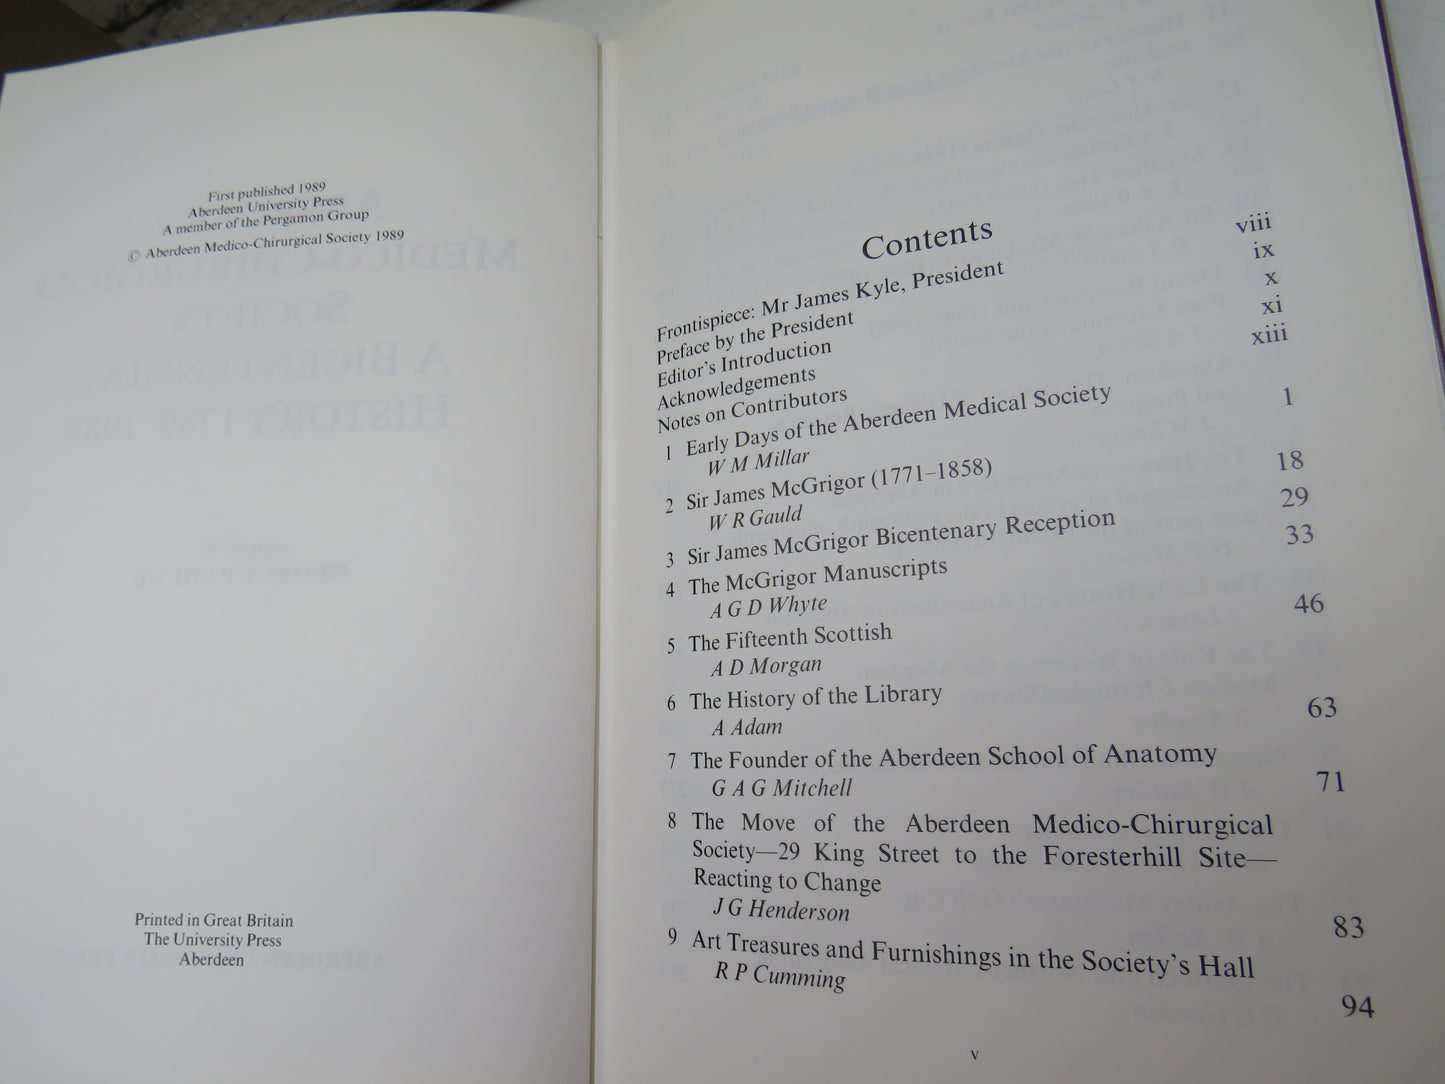 First published 1989
Aberdeen University Press
A member of the Pergamon Group
© Aberdeen Medico-Chirurgical Society 1989
Printed in Great Britain
The University Press
Aberdeen
Contents
Frontispiece: Mr James Kyle, President viii
Preface by the President ix
Editor's Introduction x
Acknowledgements xi
Notes on Contributors xiii
1 Early Days of the Aberdeen Medical Society 1
W M Millar
2 Sir James McGrigor (1771–1858) 18
W R Gauld
3 Sir James McGrigor Bicentenary Reception 29
4 The McGrigor Manuscripts 33
A G D Whyte
5 The Fifteenth Scottish 46
A D Morgan
6 The History of the Library 63
A Adam
7 The Founder of the Aberdeen School of Anatomy 71
G A G Mitchell
8 The Move of the Aberdeen Medico-Chirurgical
Society—29 King Street to the Foresterhill Site—
Reacting to Change 83
J G Henderson
9 Art Treasures and Furnishings in the Society's Hall 94
R P Cumming
v